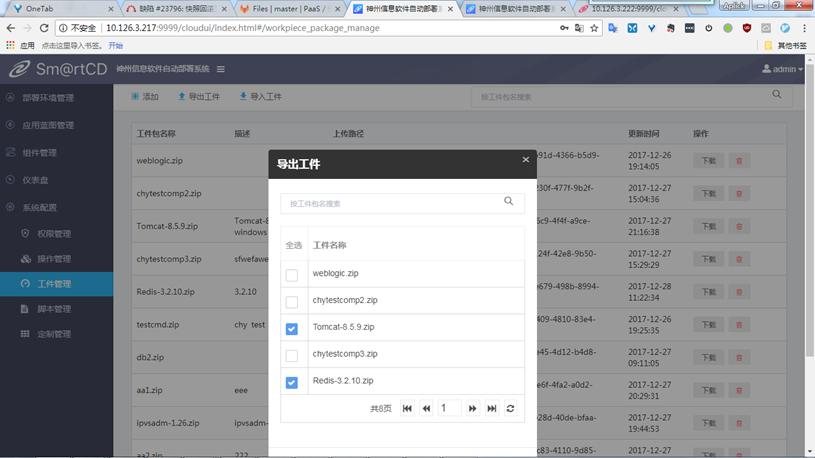 OneTab
缺陷 #23796: 快照回滚
Files | master | PaaS /
神州信息软件自动部署系
神州信息软件自动部署
10.126.3.222:9999/clou
Aplick
不安全 | 10.126.3.217:9999/cloudui/index.html#/workpiece_package_manage
应用 点击这里导入书签。 开始
其他书签
Sm@rtCD 神州信息软件自动部署系统
admin
部署环境管理
应用蓝图管理
组件管理
仪表盘
系统配置
权限管理
操作管理
工件管理
脚本管理
定制管理
添加 导出工件 导入工件
按工件包名搜索
工件包名称 描述 上传路径 更新时间 操作
weblogic.zip 91d-4366-b5d9- 2017-12-26 19:14:05 下载
chytestcomp2.zip 230f-477f-9b2f- 2017-12-27 15:04:36 下载
Tomcat-8.5.9.zip Tomcat-8 windows 6c9-4f4f-a9ce- 2017-12-27 21:16:38 下载
chytestcomp3.zip sfwefawe 124f-42e8-9b50- 2017-12-27 15:29:29 下载
Redis-3.2.10.zip 3.2.10 b679-498b-8994- 2017-12-28 11:22:34 下载
testcmd.zip chy test 409-4810-83e4- 2017-12-26 19:25:35 下载
db2.zip a45-4d12-b4d8- 2017-12-27 09:11:05 下载
aa1.zip eee e6f-4fa2-a0d2- 2017-12-27 20:29:31 下载
ipvsadm-1.26.zip ipvsadm- e28d-40de-bfaa- 2017-12-27 19:44:53 下载
aa2.zip 222 c83-4110-9d85- 2017-12-27 下载
导出工件 ×
按工件包名搜索
全选 工件名称
weblogic.zip
chytestcomp2.zip
Tomcat-8.5.9.zip
chytestcomp3.zip
Redis-3.2.10.zip
共8页 1